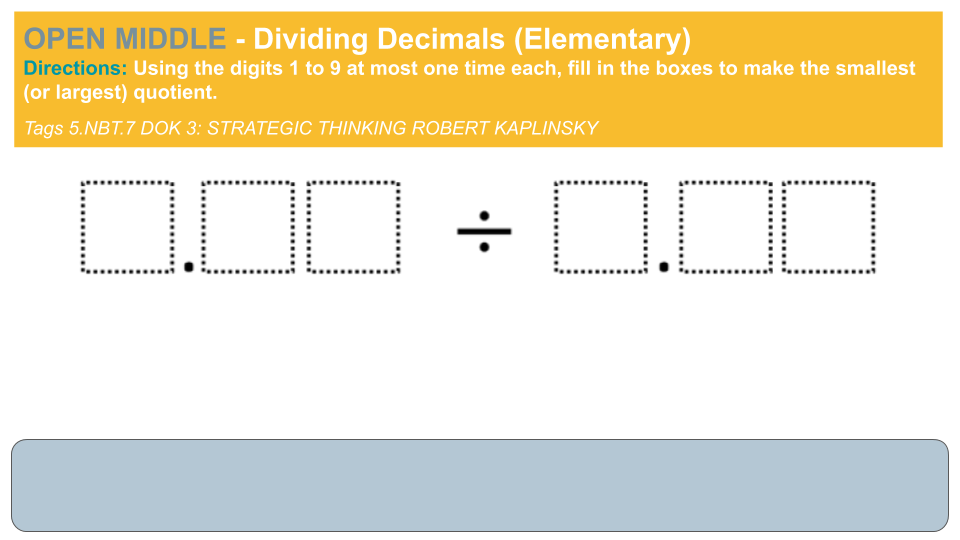 OPEN MIDDLE - Dividing Decimals (Elementary)
Directions: Using the digits 1 to 9 at most one time each, fill in the boxes to make the smallest
(or largest) quotient.
Tags 5.NBT.7 DOK 3: STRATEGIC THINKING ROBERT KAPLINSKY
. ÷ .